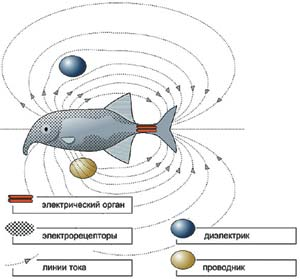 электрический орган
электрорецепторы
линии тока
диэлектрик
проводник